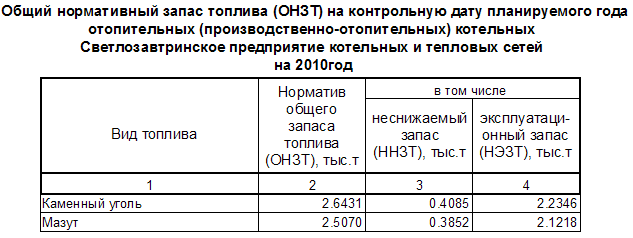 Общий нормативный запас топлива (ОНЗТ) на контрольную дату планируемого года
отопительных (производственно-отопительных) котельных
Светлозавтринское предприятие котельных и тепловых сетей
на 2010год
Вид топлива
Норматив
общего
запаса
топлива
(ОНЗТ), тыс.т
в том числе
неснижаемый
запас
(ННЗТ), тыс.т
эксплуатаци-
онный запас
(НЭЗТ), тыс.т
1 2 3 4
Каменный уголь 2.6431 0.4085 2.2346
Мазут 2.5070 0.3852 2.1218